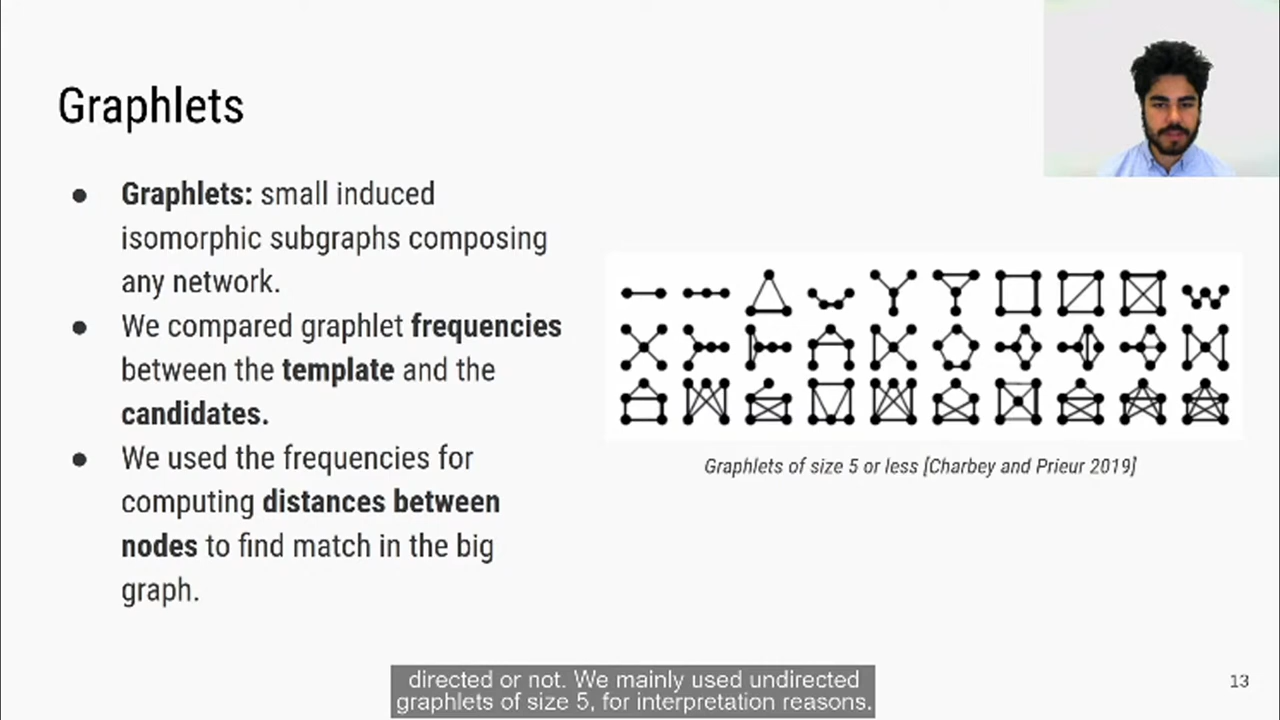 Graphlets
● Graphlets: small induced
isomorphic subgraphs composing
any network.
● We compared graphlet frequencies
between the template and the
candidates.
● We used the frequencies for
computing distances between
nodes to find match in the big
graph.
Graphlets of size 5 or less [Charbey and Prieur 2019]
directed or not. We mainly used undirected
graphlets of size 5, for interpretation reasons.
13